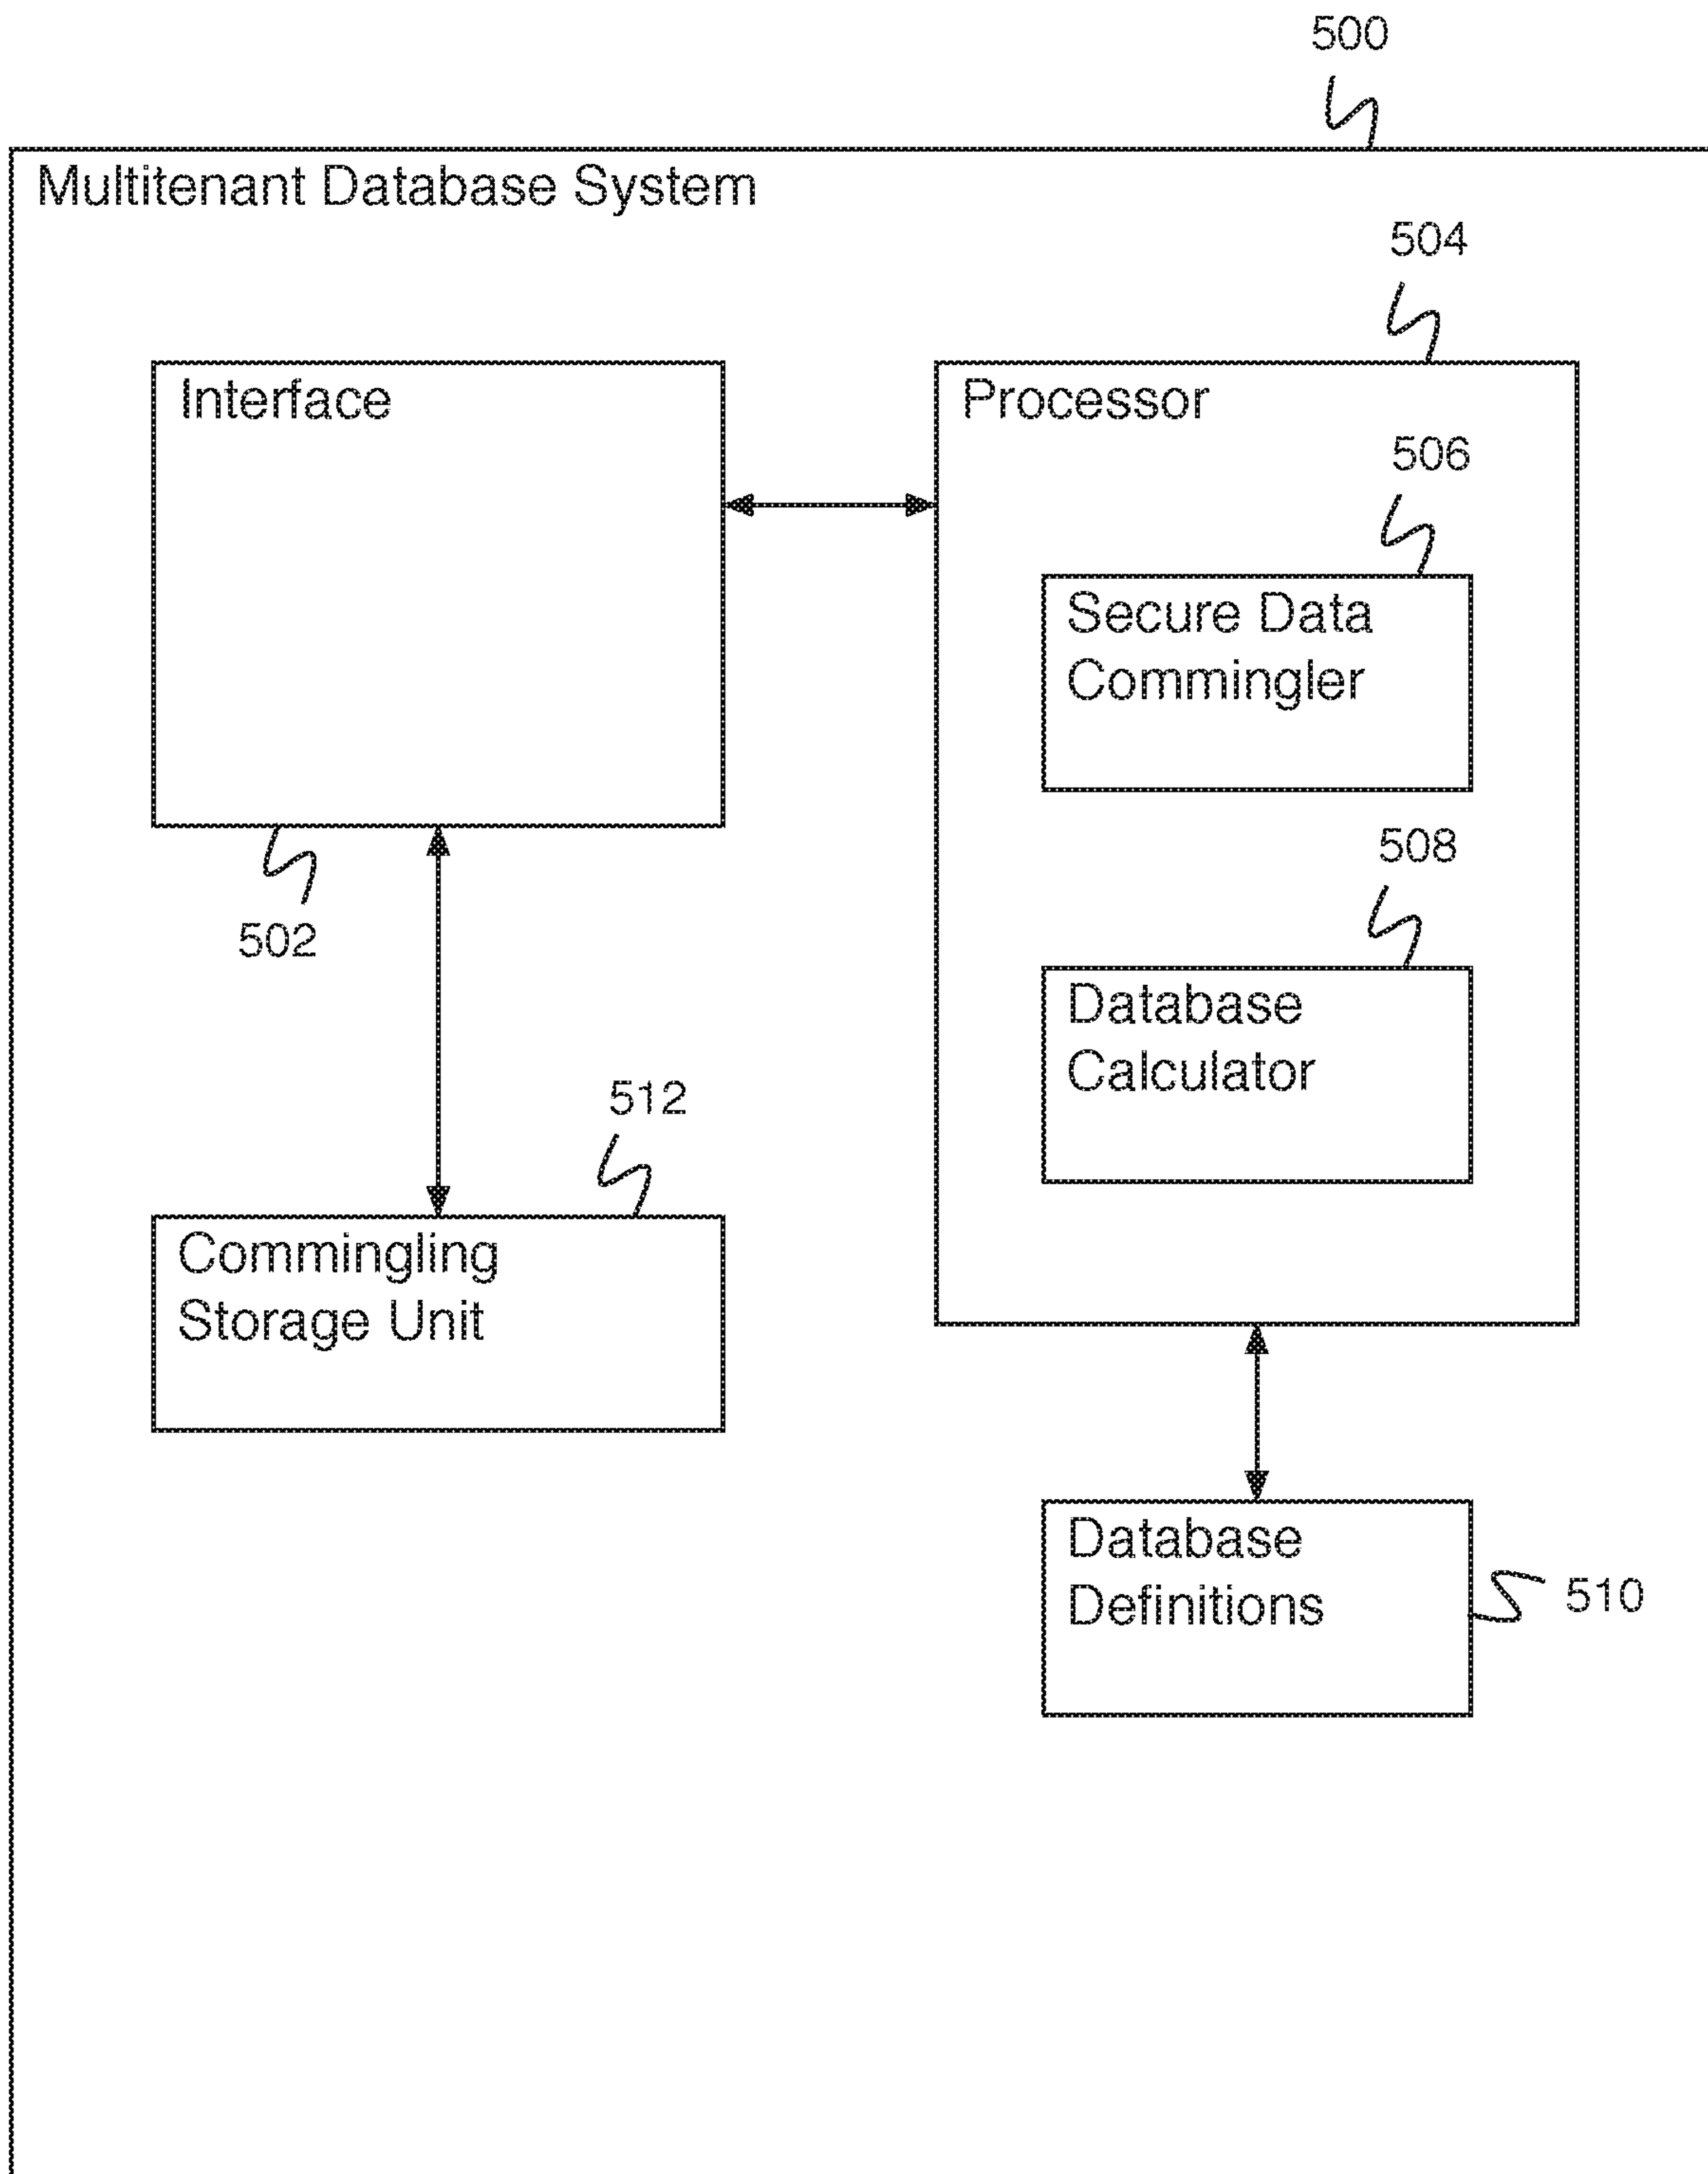 500
Multitenant Database System
504
Interface
Processor
506
Secure Data
Commingler
508
502
Database
Calculator
512
Commingling
Storage Unit
Database
Definitions
510